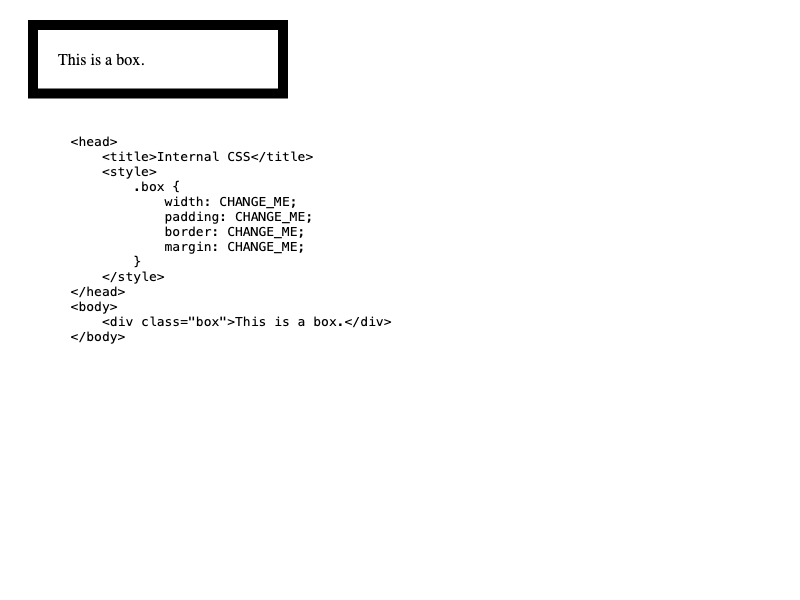 This is a box.
<head>
    <title>Internal CSS</title>
    <style>
        .box {
            width: CHANGE_ME;
            padding: CHANGE_ME;
            border: CHANGE_ME;
            margin: CHANGE_ME;
        }
    </style>
</head>
<body>
    <div class="box">This is a box.</div>
</body>